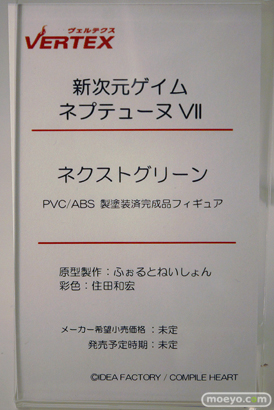 ヴェルテクス
VERTEX
新次元ゲイム
ネプテューヌⅦ
ネクストグリーン
PVC/ABS 製塗装済完成品フィギュア
原型製作：ふぉるとねいしょん
彩色：住田和宏
メーカー希望小売価格：未定
発売予定時期：未定
©IDEA FACTORY / COMPILE HEART
moeyo.com